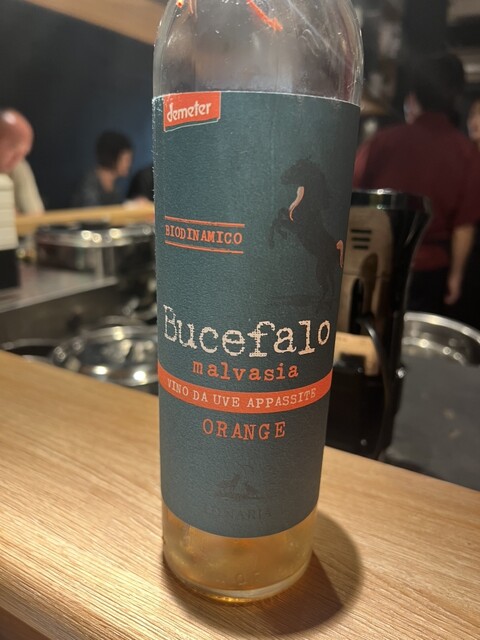 demeter
BIODINAMICO
Bucefalo
malvasia
VINO DA UVE APPASSITE
ORANGE